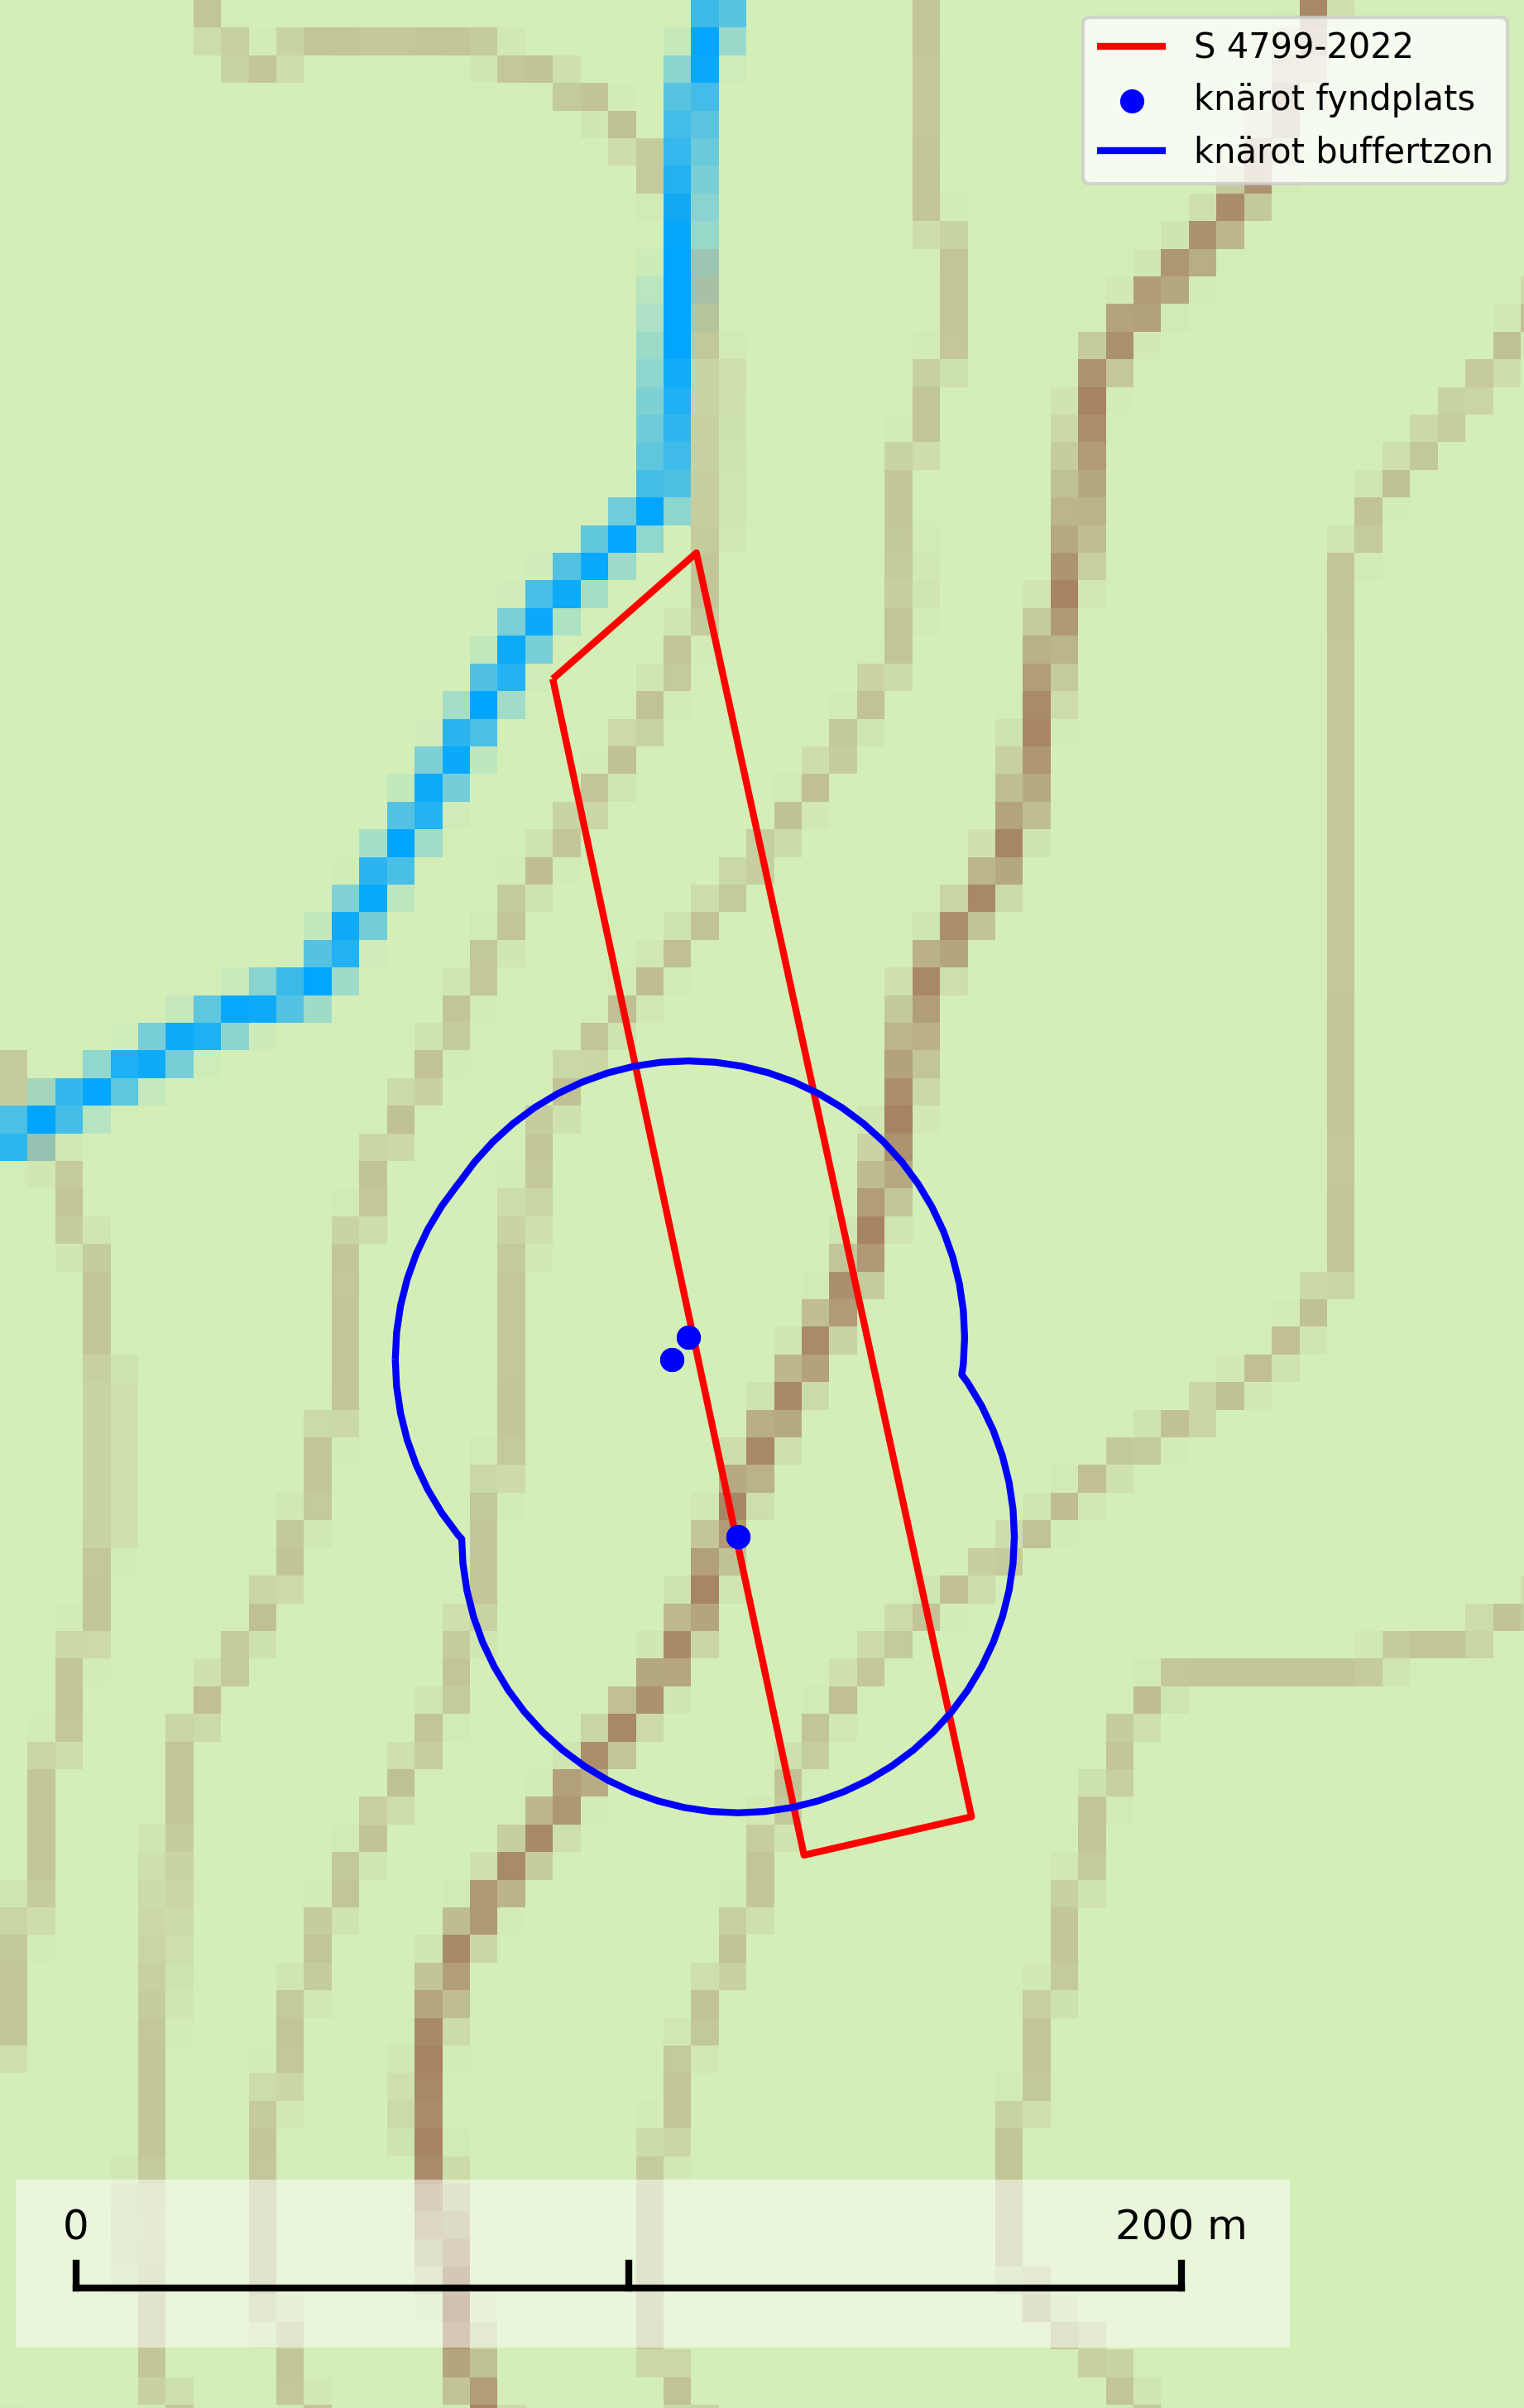 S 4799-2022
knärot fyndplats
knärot buffertzon
0
200 m